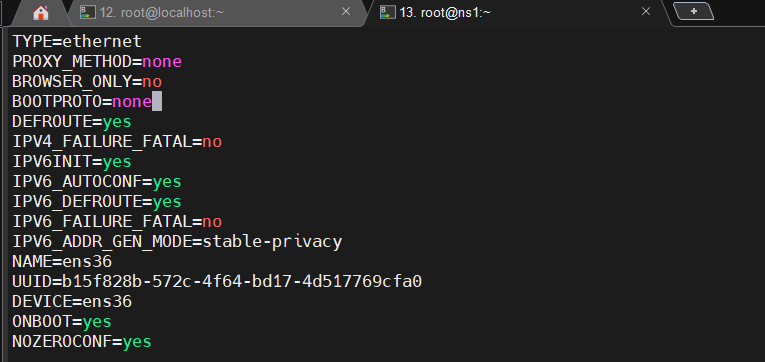 12. root@localhost:~
13. root@ns1:~
TYPE=ethernet
PROXY_METHOD=none
BROWSER_ONLY=no
BOOTPROTO=none
DEFROUTE=yes
IPV4_FAILURE_FATAL=no
IPV6INIT=yes
IPV6_AUTOCONF=yes
IPV6_DEFROUTE=yes
IPV6_FAILURE_FATAL=no
IPV6_ADDR_GEN_MODE=stable-privacy
NAME=ens36
UUID=b15f828b-572c-4f64-bd17-4d517769cfa0
DEVICE=ens36
ONBOOT=yes
NOZEROCONF=yes